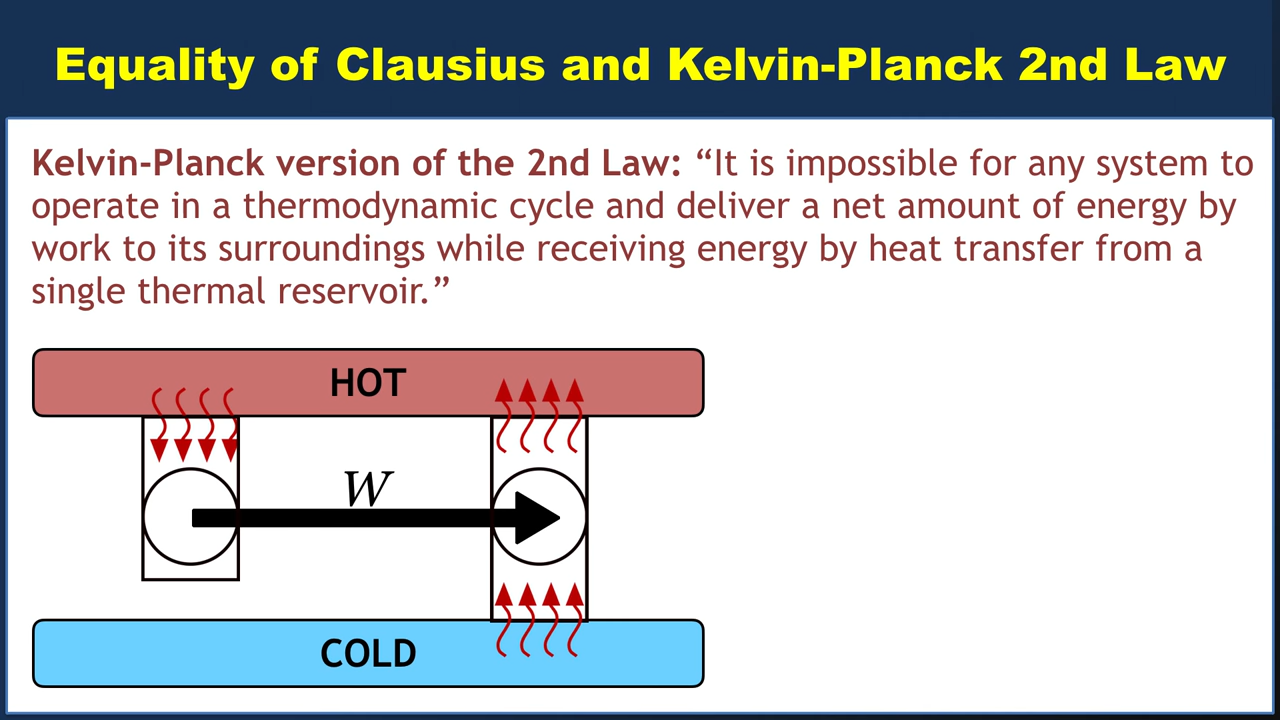 Equality of Clausius and Kelvin-Planck 2nd Law
Kelvin-Planck version of the 2nd Law: “It is impossible for any system to
operate in a thermodynamic cycle and deliver a net amount of energy by
work to its surroundings while receiving energy by heat transfer from a
single thermal reservoir.”
HOT
W
COLD